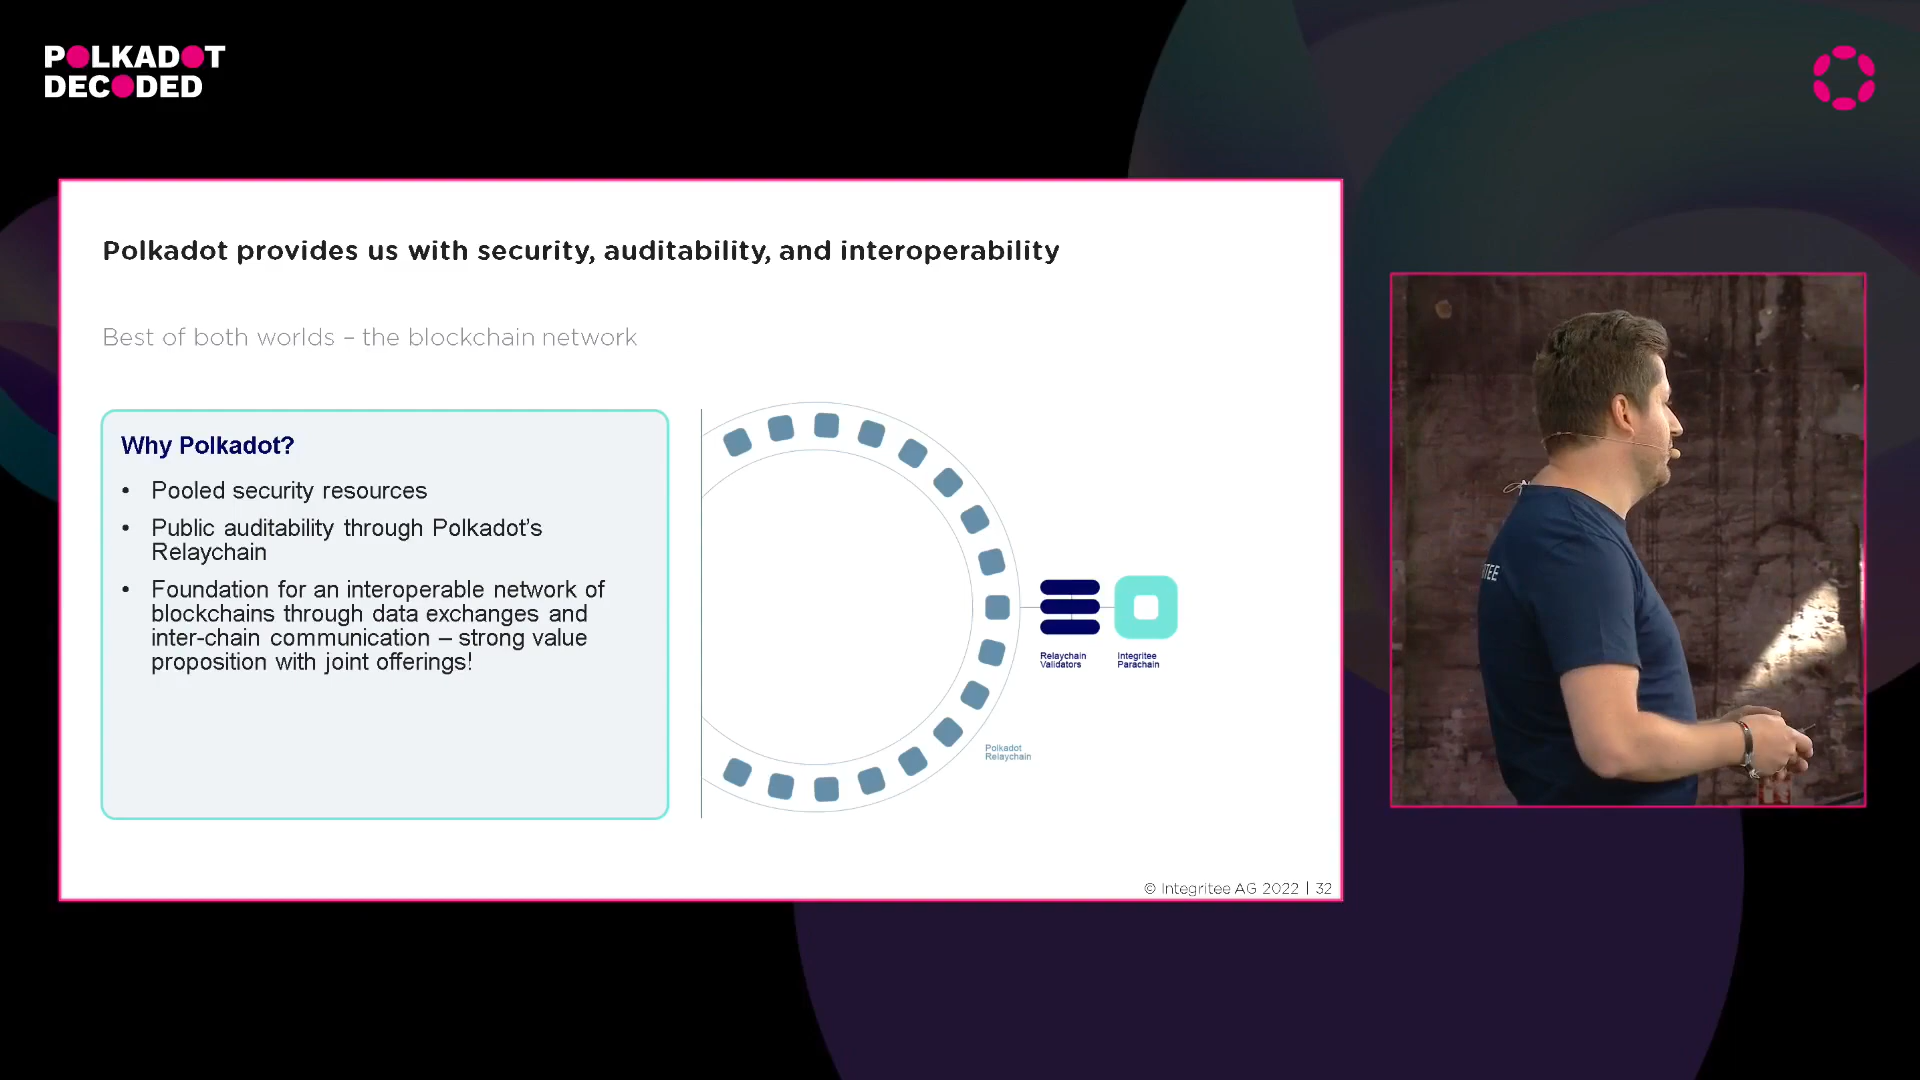 POLKADOT
DECODED
Polkadot provides us with security, auditability, and interoperability
Best of both worlds – the blockchain network
Why Polkadot?
• Pooled security resources
• Public auditability through Polkadot’s
Relaychain
• Foundation for an interoperable network of
blockchains through data exchanges and
inter-chain communication – strong value
proposition with joint offerings!
Relaychain
Validators
Integritee
Parachain
Polkadot
Relaychain
© Integritee AG 2022 | 32